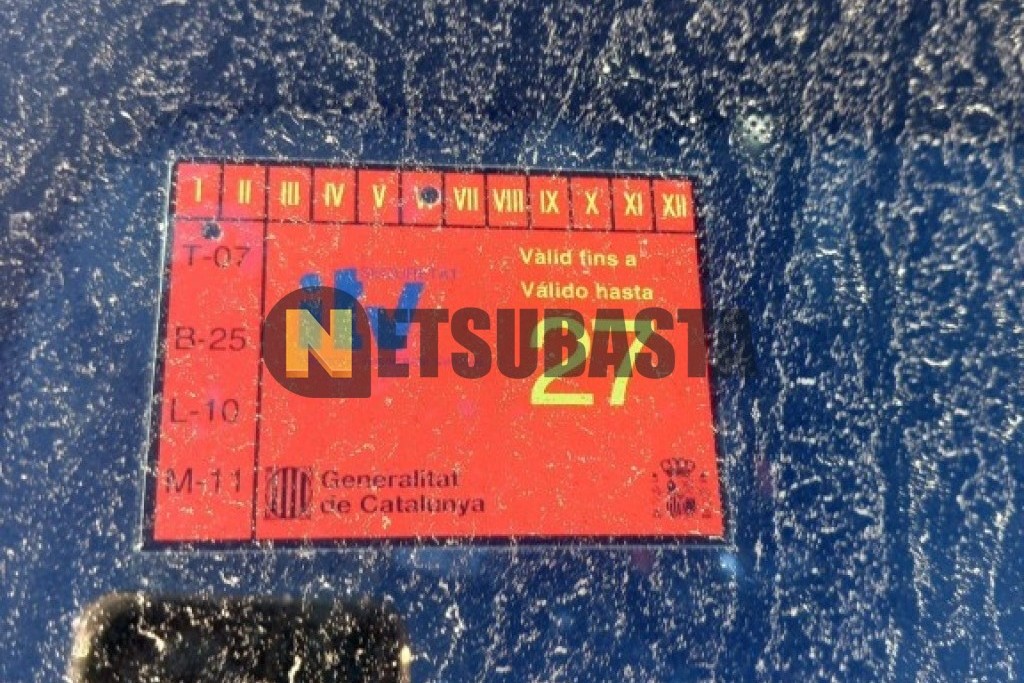 I II III IV V VI VII VIII IX X XI XII
T-07
Vàlid fins a
Válido hasta
itv
B-25
27
NETSUBASTA
L-10
M-11
Generalitat
de Catalunya